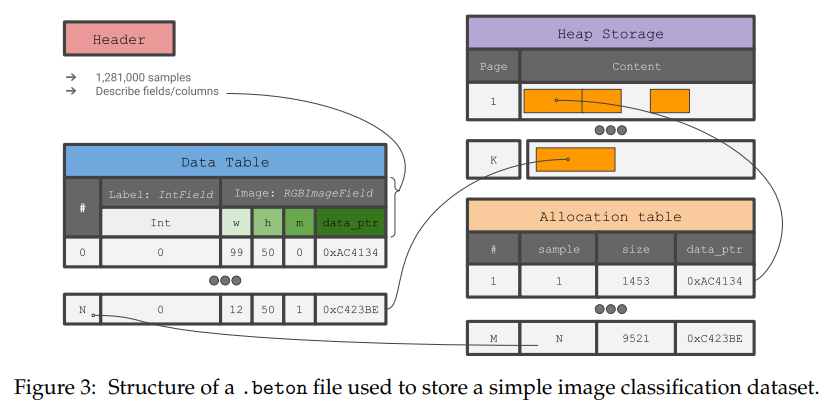 Header
➔ 1,281,000 samples
➔ Describe fields/columns
Data Table
# Label: IntField Image: RGBImageField
Int w h m data_ptr
0 0 99 50 0 0xAC4134
N 0 12 50 1 0xC423BE
Heap Storage
Page Content
1
K
Allocation table
# sample size data_ptr
1 1 1453 0xAC4134
M N 9521 0xC423BE
Figure 3: Structure of a .beton file used to store a simple image classification dataset.